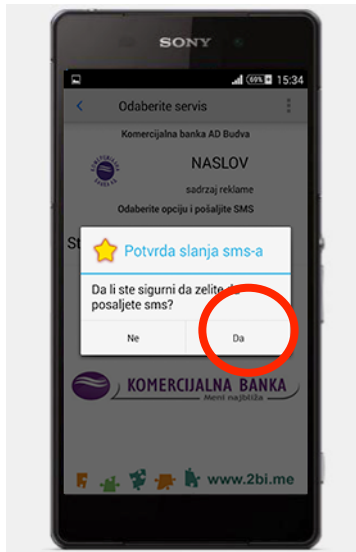 SONY
69% 15:34
Odaberite servis
Komercijalna banka AD Budva
NASLOV
sadrzaj reklame
Odaberite opciju i pošaljite SMS
St
Potvrda slanja sms-a
Da li ste sigurni da zelite da
posaljete sms?
Ne
Da
KOMERCIJALNA BANKA
Meni najbliža
www.2bi.me